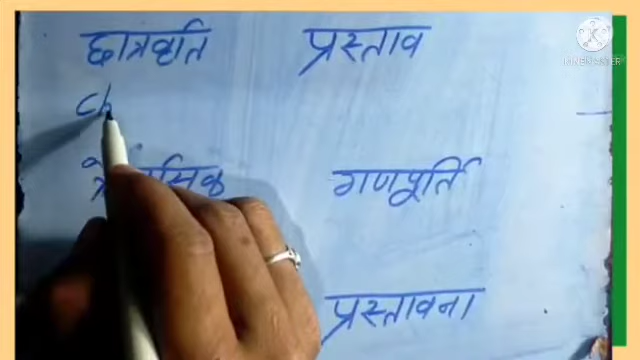 छात्रवृति प्रस्ताव
Ch
त्रैमासिक गणपूर्ति
प्रस्तावना
KINEMASTER